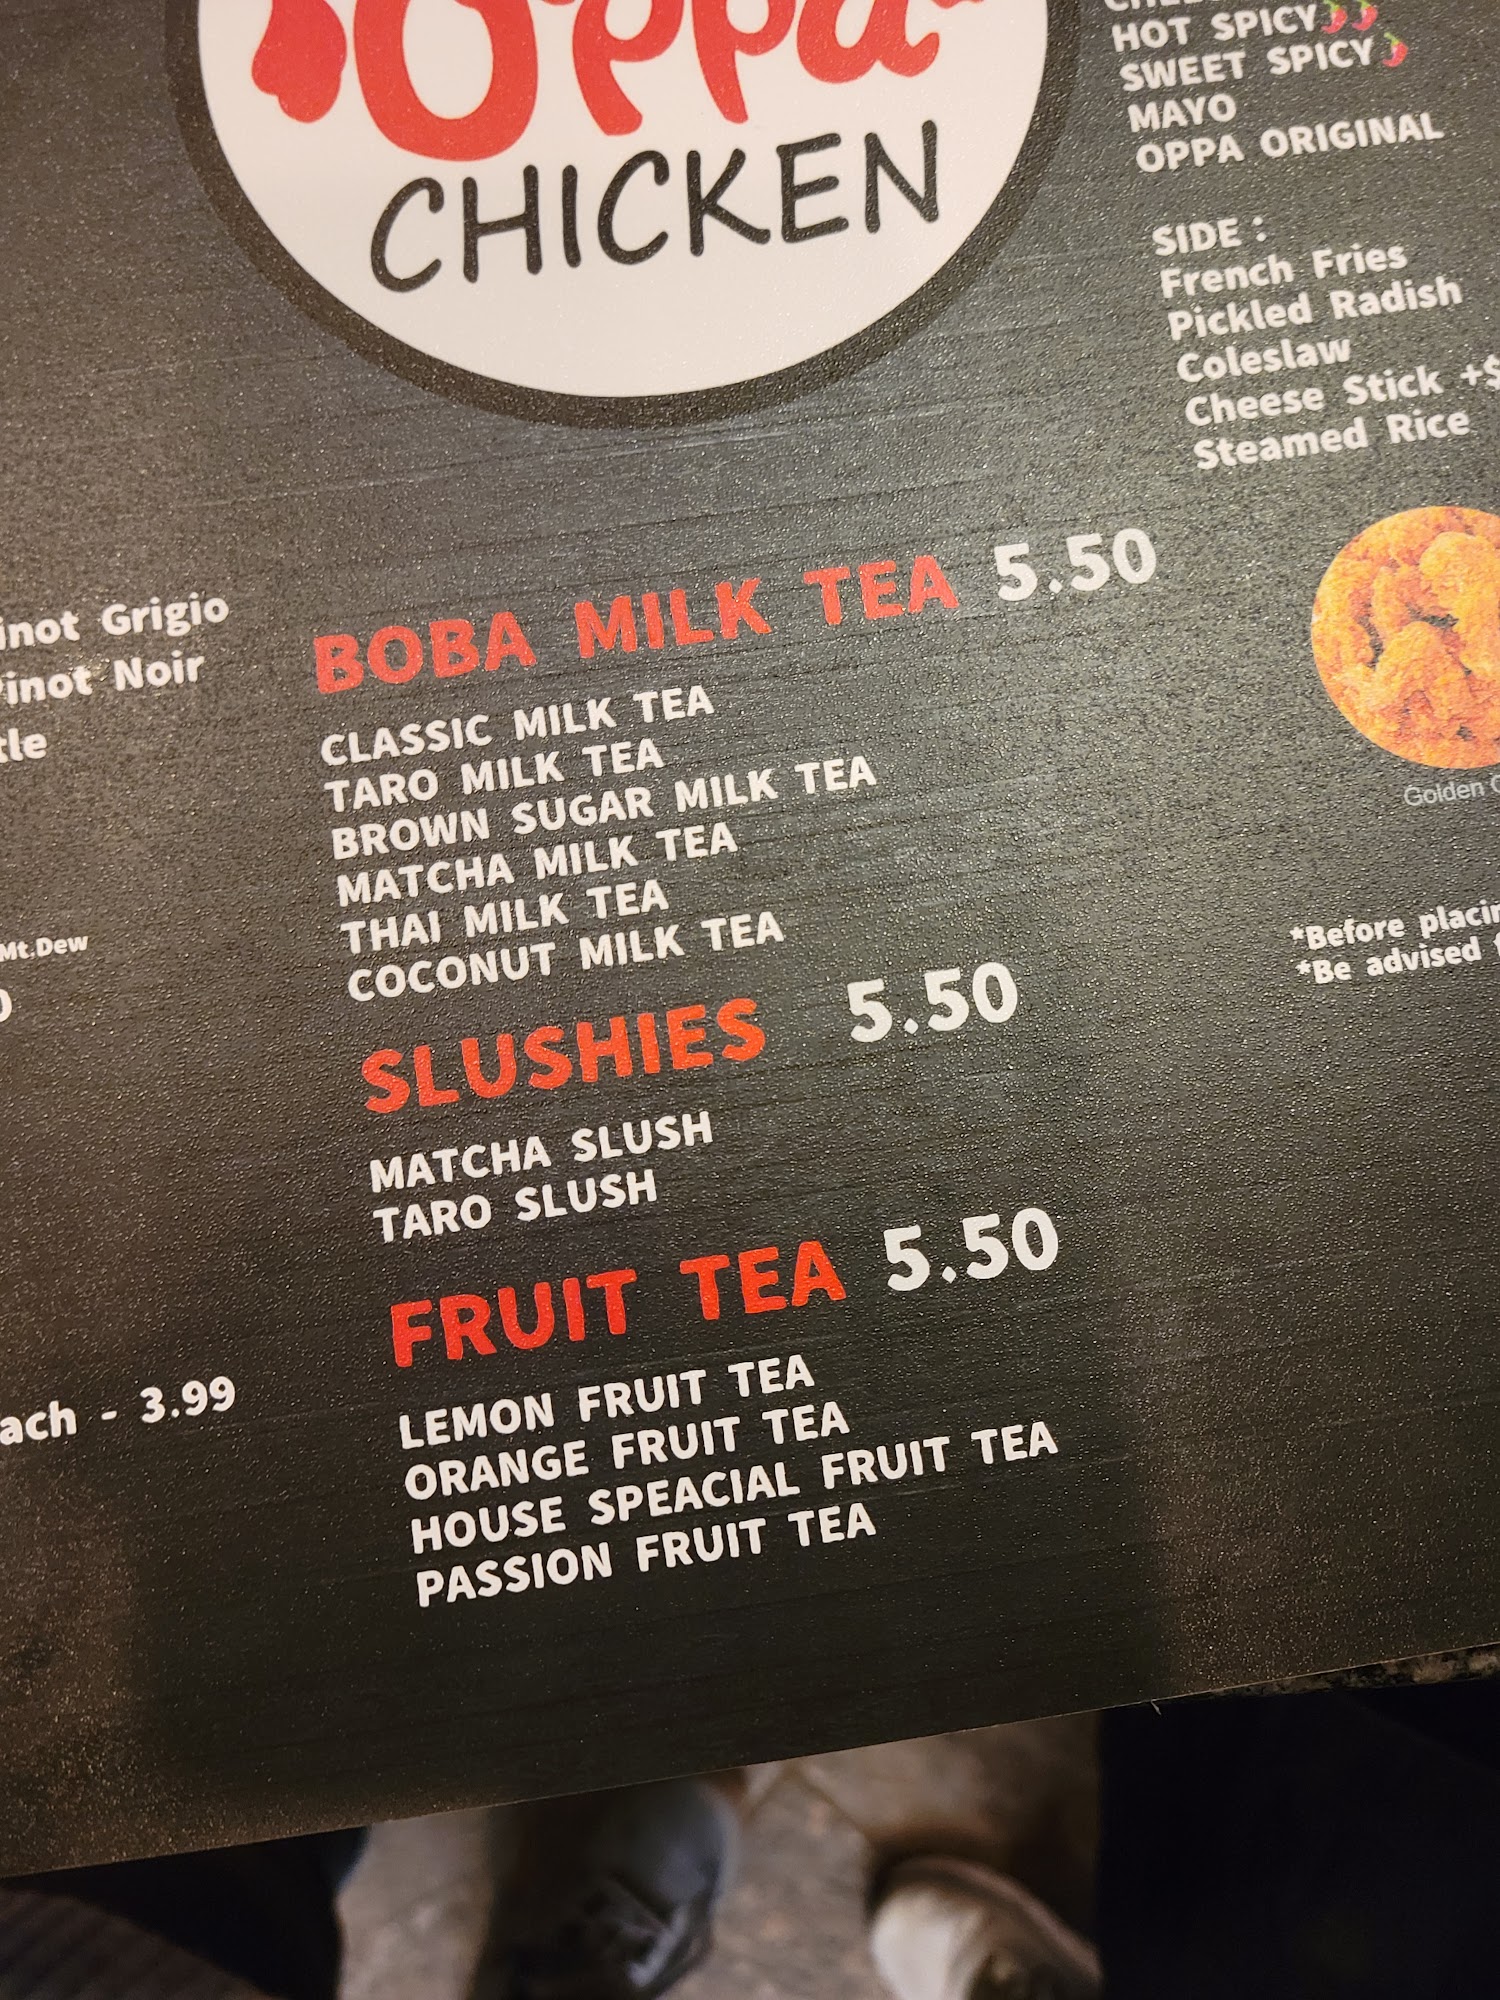 Oppa
CHICKEN
HOT SPICY
SWEET SPICY
MAYO
OPPA ORIGINAL
SIDE :
French Fries
Pickled Radish
Coleslaw
Cheese Stick +$
Steamed Rice
Grigio
Noir
Mt.Dew
- 3.99
BOBA MILK TEA 5.50
CLASSIC MILK TEA
TARO MILK TEA
BROWN SUGAR MILK TEA
MATCHA MILK TEA
THAI MILK TEA
COCONUT MILK TEA
SLUSHIES 5.50
MATCHA SLUSH
TARO SLUSH
FRUIT TEA 5.50
LEMON FRUIT TEA
ORANGE FRUIT TEA
HOUSE SPEACIAL FRUIT TEA
PASSION FRUIT TEA
Golden
*Before
*Be advised